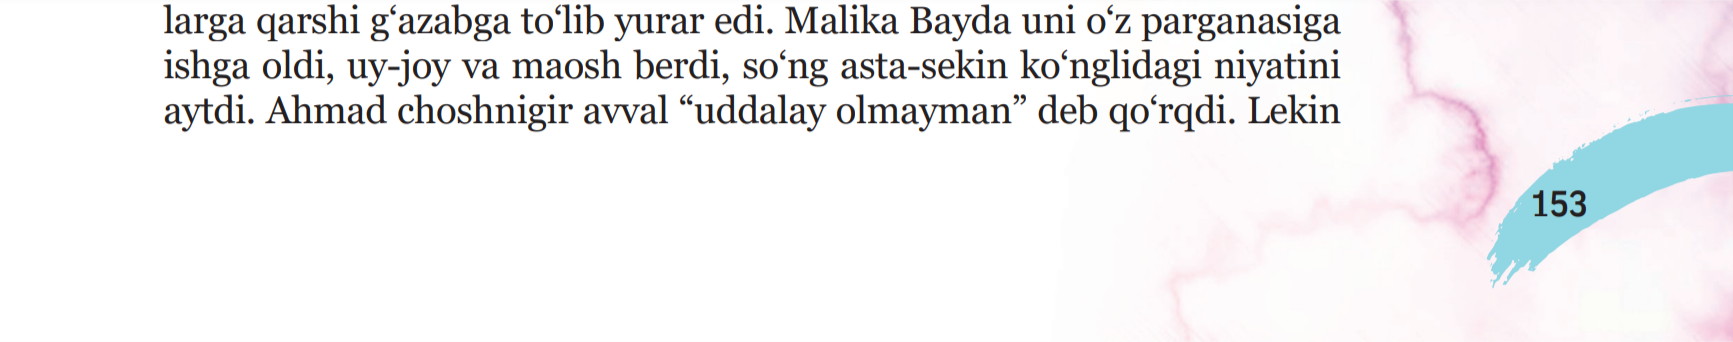 larga qarshi g‘azabga to‘lib yurar edi. Malika Bayda uni o‘z parganasiga
ishga oldi, uy-joy va maosh berdi, so‘ng asta-sekin ko‘nglidagi niyatini
aytdi. Ahmad choshnigir avval “uddalay olmayman” deb qo‘rqdi. Lekin
153